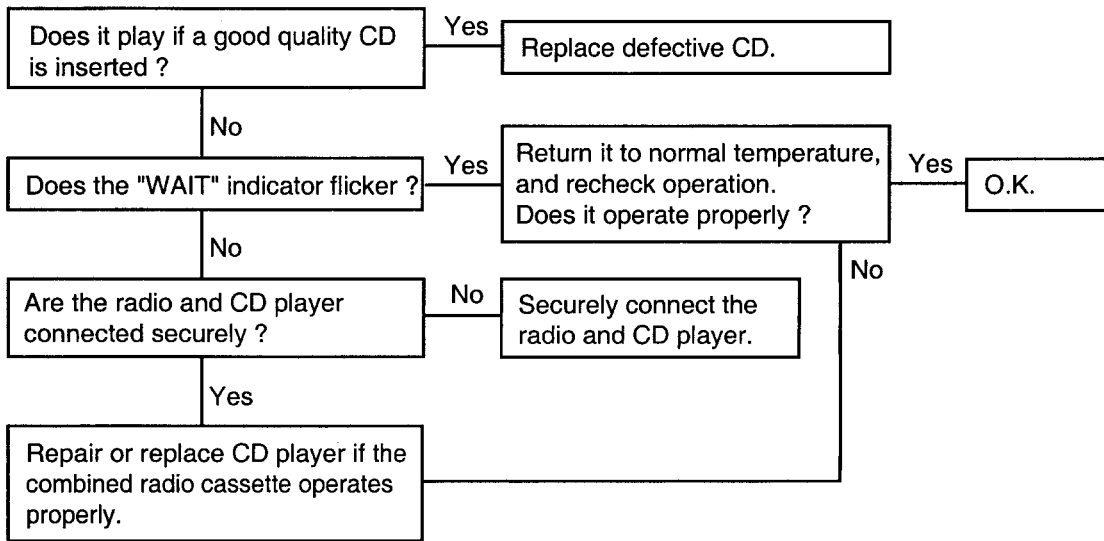 Does it play if a good quality CD
is inserted ?
Yes
Replace defective CD.
No
Does the "WAIT" indicator flicker ?
Yes
Return it to normal temperature,
and recheck operation.
Does it operate properly ?
Yes
O.K.
No
No
Are the radio and CD player
connected securely ?
No
Securely connect the
radio and CD player.
Yes
Repair or replace CD player if the
combined radio cassette operates
properly.